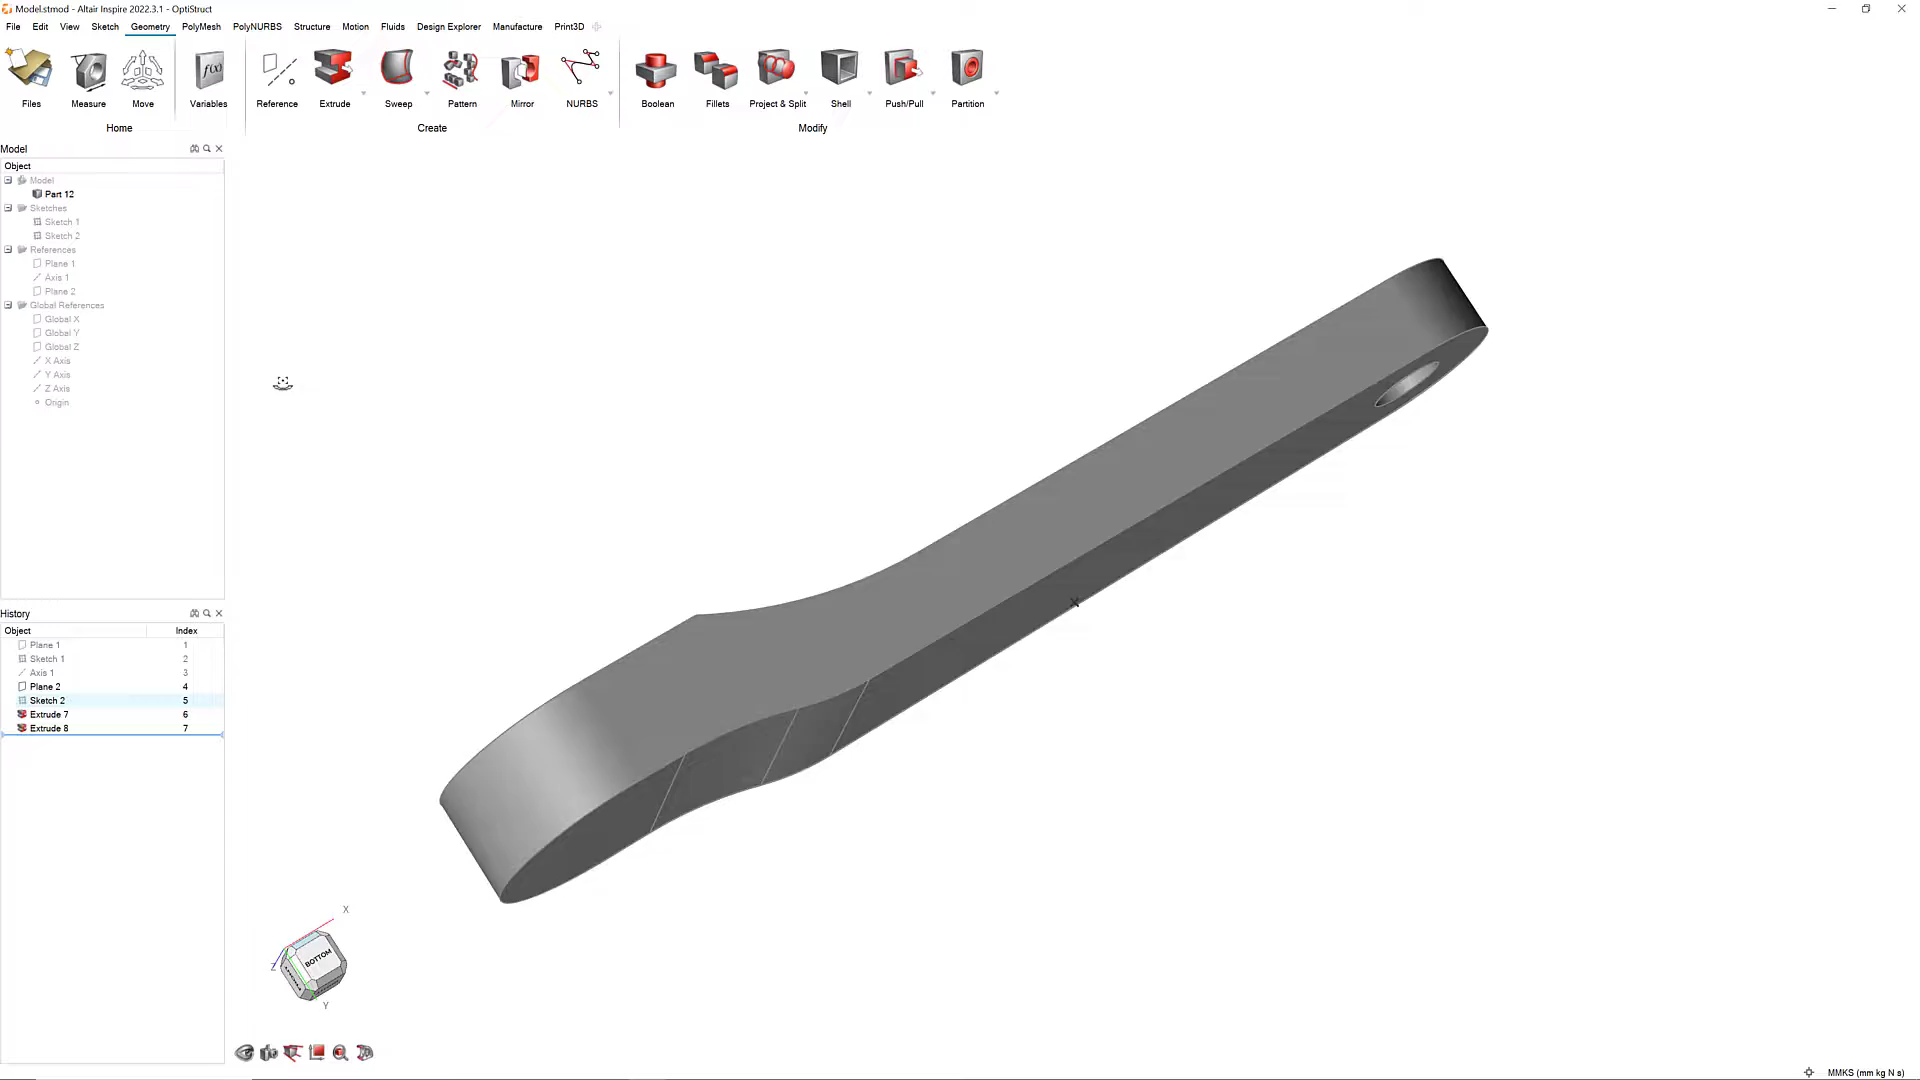 Model.stmod - Altair Inspire 2022.3.1 - OptiStruct
File Edit View Sketch Geometry PolyMesh PolyNURBS Structure Motion Fluids Design Explorer Manufacture Print3D
f(x)
Files Measure Move Variables Reference Extrude Sweep Pattern Mirror NURBS Boolean Fillets Project & Split Shell Push/Pull Partition
Home Create Modify
Model
Object
Model
Part 12
Sketches
Sketch 1
Sketch 2
References
Plane 1
Axis 1
Plane 2
Global References
Global X
Global Y
Global Z
X Axis
Y Axis
Z Axis
Origin
History
Object Index
Plane 1 1
Sketch 1 2
Axis 1 3
Plane 2 4
Sketch 2 5
Extrude 7 6
Extrude 8 7
X
BOTTOM
Z
Y
MMKS (mm kg N s)